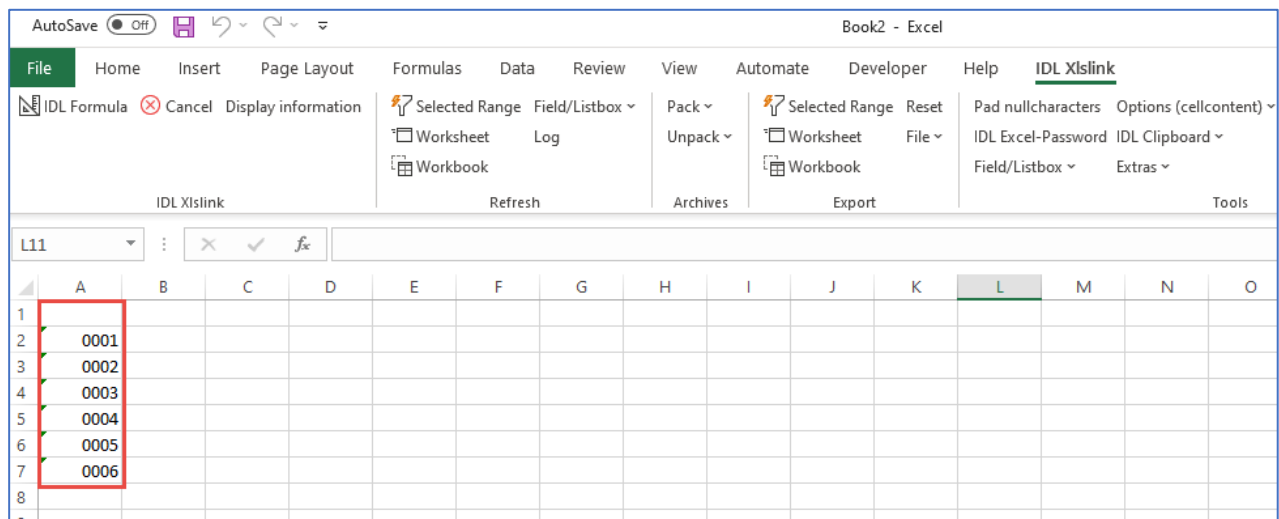 AutoSave Off Book2 - Excel
File Home Insert Page Layout Formulas Data Review View Automate Developer Help IDL Xlslink
IDL Formula Cancel Display information Selected Range Field/Listbox Pack Selected Range Reset Pad nullcharacters Options (cellcontent)
Worksheet Log Unpack Worksheet File IDL Excel-Password IDL Clipboard
Workbook Workbook Field/Listbox Extras
IDL Xlslink Refresh Archives Export Tools
L11 fx
A B C D E F G H I J K L M N O
1
2 0001
3 0002
4 0003
5 0004
6 0005
7 0006
8